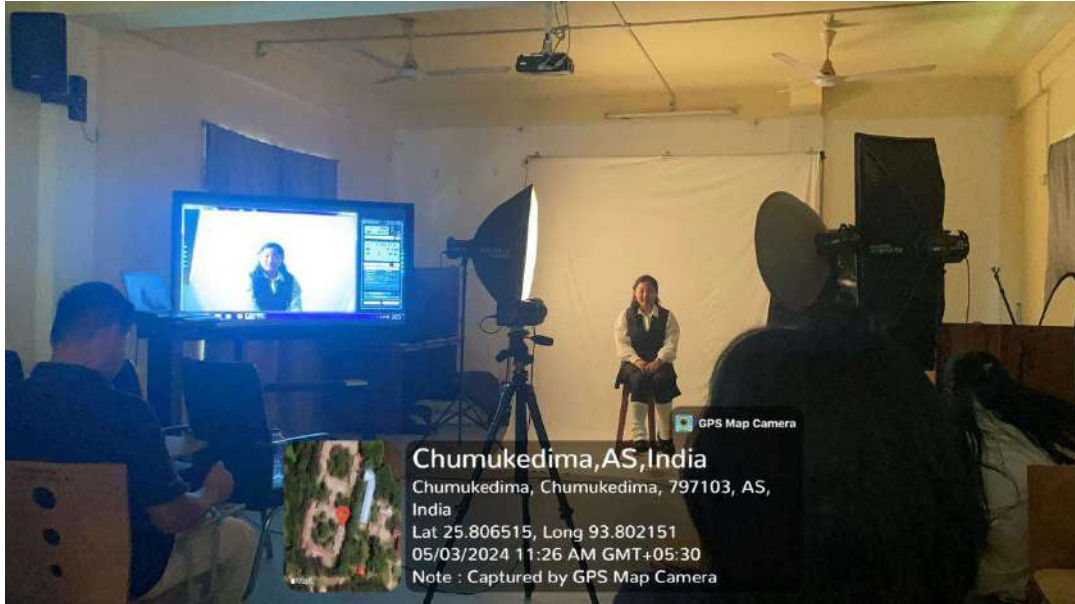 GPS Map Camera
Chumukedima,AS,India
Chumukedima, Chumukedima, 797103, AS,
India
Lat 25.806515, Long 93.802151
05/03/2024 11:26 AM GMT+05:30
Note : Captured by GPS Map Camera